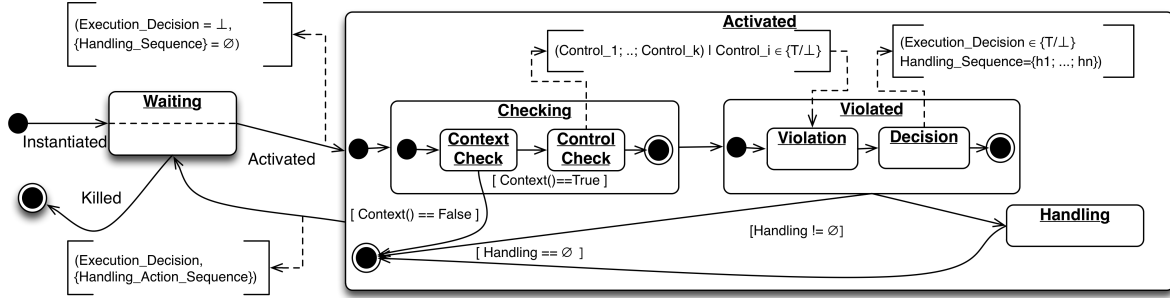 (Execution_Decision = ⊥,
{Handling_Sequence} = ∅)
Activated
(Control_1; ..; Control_k) | Control_i ∈ {T/⊥}
(Execution_Decision ∈ {T/⊥}
Handling_Sequence={h1; ...; hn})
Waiting
Instantiated
Activated
Killed
Checking
Context
Check
Control
Check
[ Context()==True ]
Violated
Violation
Decision
[ Context() == False ]
[ Handling == ∅ ]
[Handling != ∅]
Handling
(Execution_Decision,
{Handling_Action_Sequence})